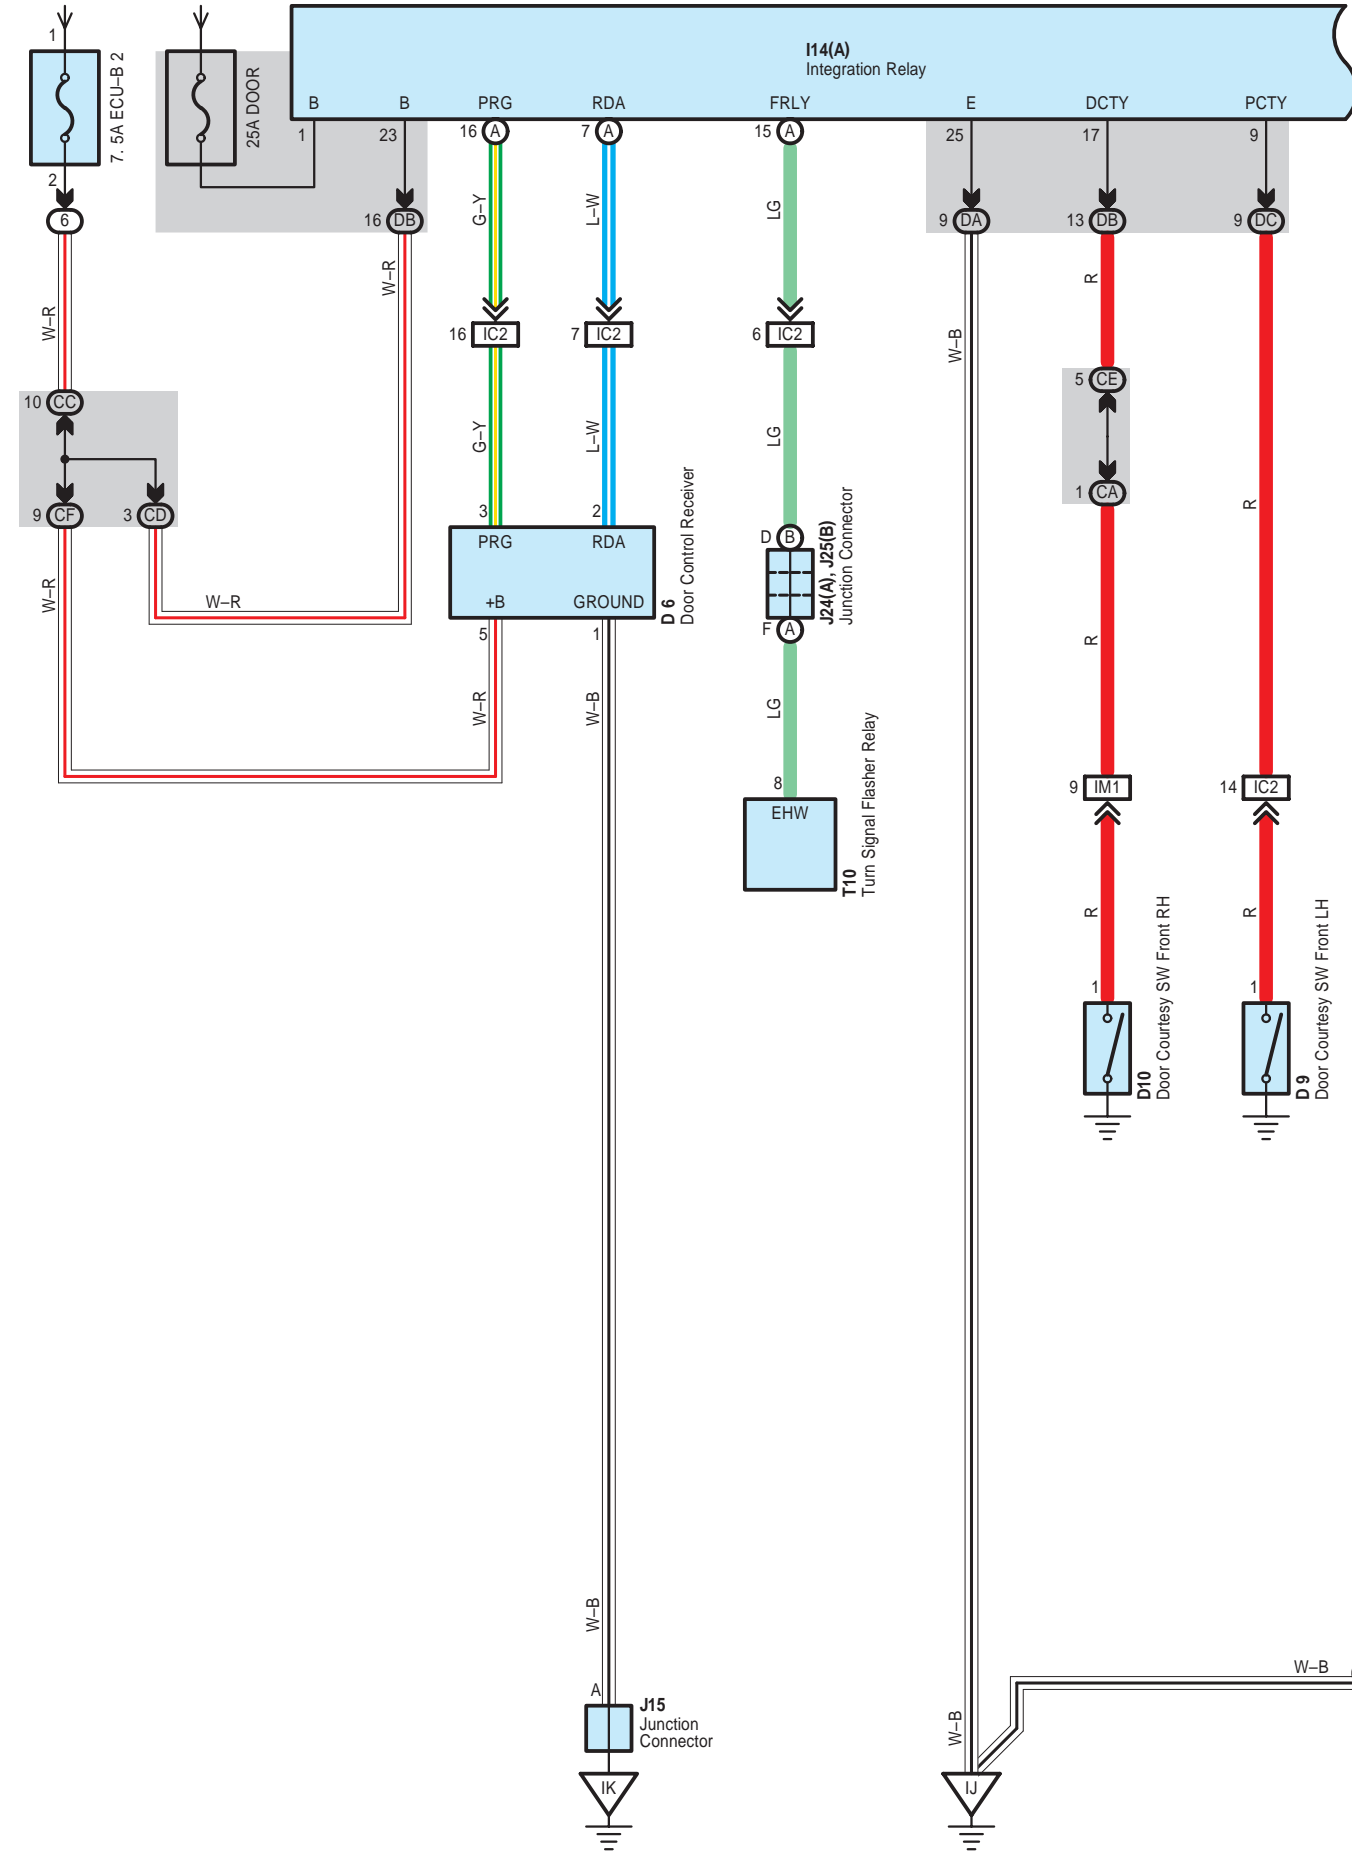 I14(A)
Integration Relay
B
B
PRG
RDA
FRLY
E
DCTY
PCTY
1
7. 5A ECU–B 2
2
6
25A DOOR
1
23
16 A
7 A
15 A
25
17
9
16 DB
9 DA
13 DB
9 DC
W–R
W–R
G–Y
L–W
LG
W–B
R
16 IC2
7 IC2
6 IC2
5 CE
10 CC
G–Y
L–W
LG
1 CA
R
9 CF
3 CD
3
2
PRG
RDA
+B
GROUND
D 6
Door Control Receiver
5
1
D B
J24(A), J25(B)
Junction Connector
F A
W–R
W–R
W–R
W–B
LG
R
8
EHW
T10
Turn Signal Flasher Relay
9 IM1
14 IC2
R
R
1
1
D10
Door Courtesy SW Front RH
D 9
Door Courtesy SW Front LH
W–B
A
J15
Junction
Connector
IK
W–B
W–B
IJ